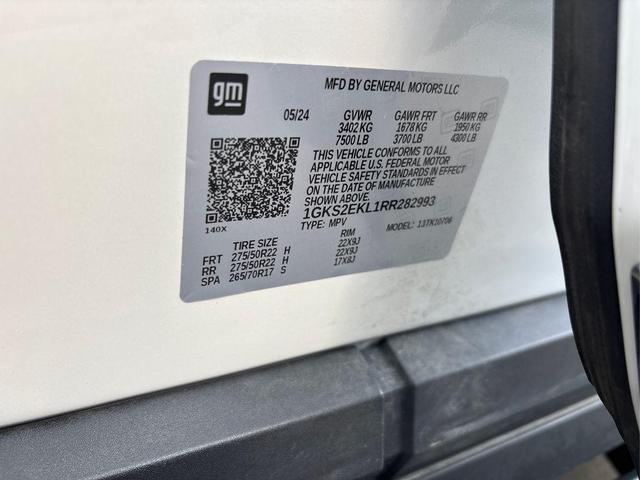 gm
MFD BY GENERAL MOTORS LLC
05/24 GVWR GAWR FRT GAWR RR
3402 KG 1678 KG 1950 KG
7500 LB 3700 LB 4300 LB
THIS VEHICLE CONFORMS TO ALL
APPLICABLE U.S. FEDERAL MOTOR
VEHICLE SAFETY STANDARDS IN EFFECT
ON THE DATE OF MANUFACTURE
SHOWN ABOVE.
1GKS2EKL1RR282993
140X TYPE: MPV MODEL: 13TK10706
TIRE SIZE RIM
FRT 275/50R22 H 22X9J
RR 275/50R22 H 22X9J
SPA 265/70R17 S 17X8J